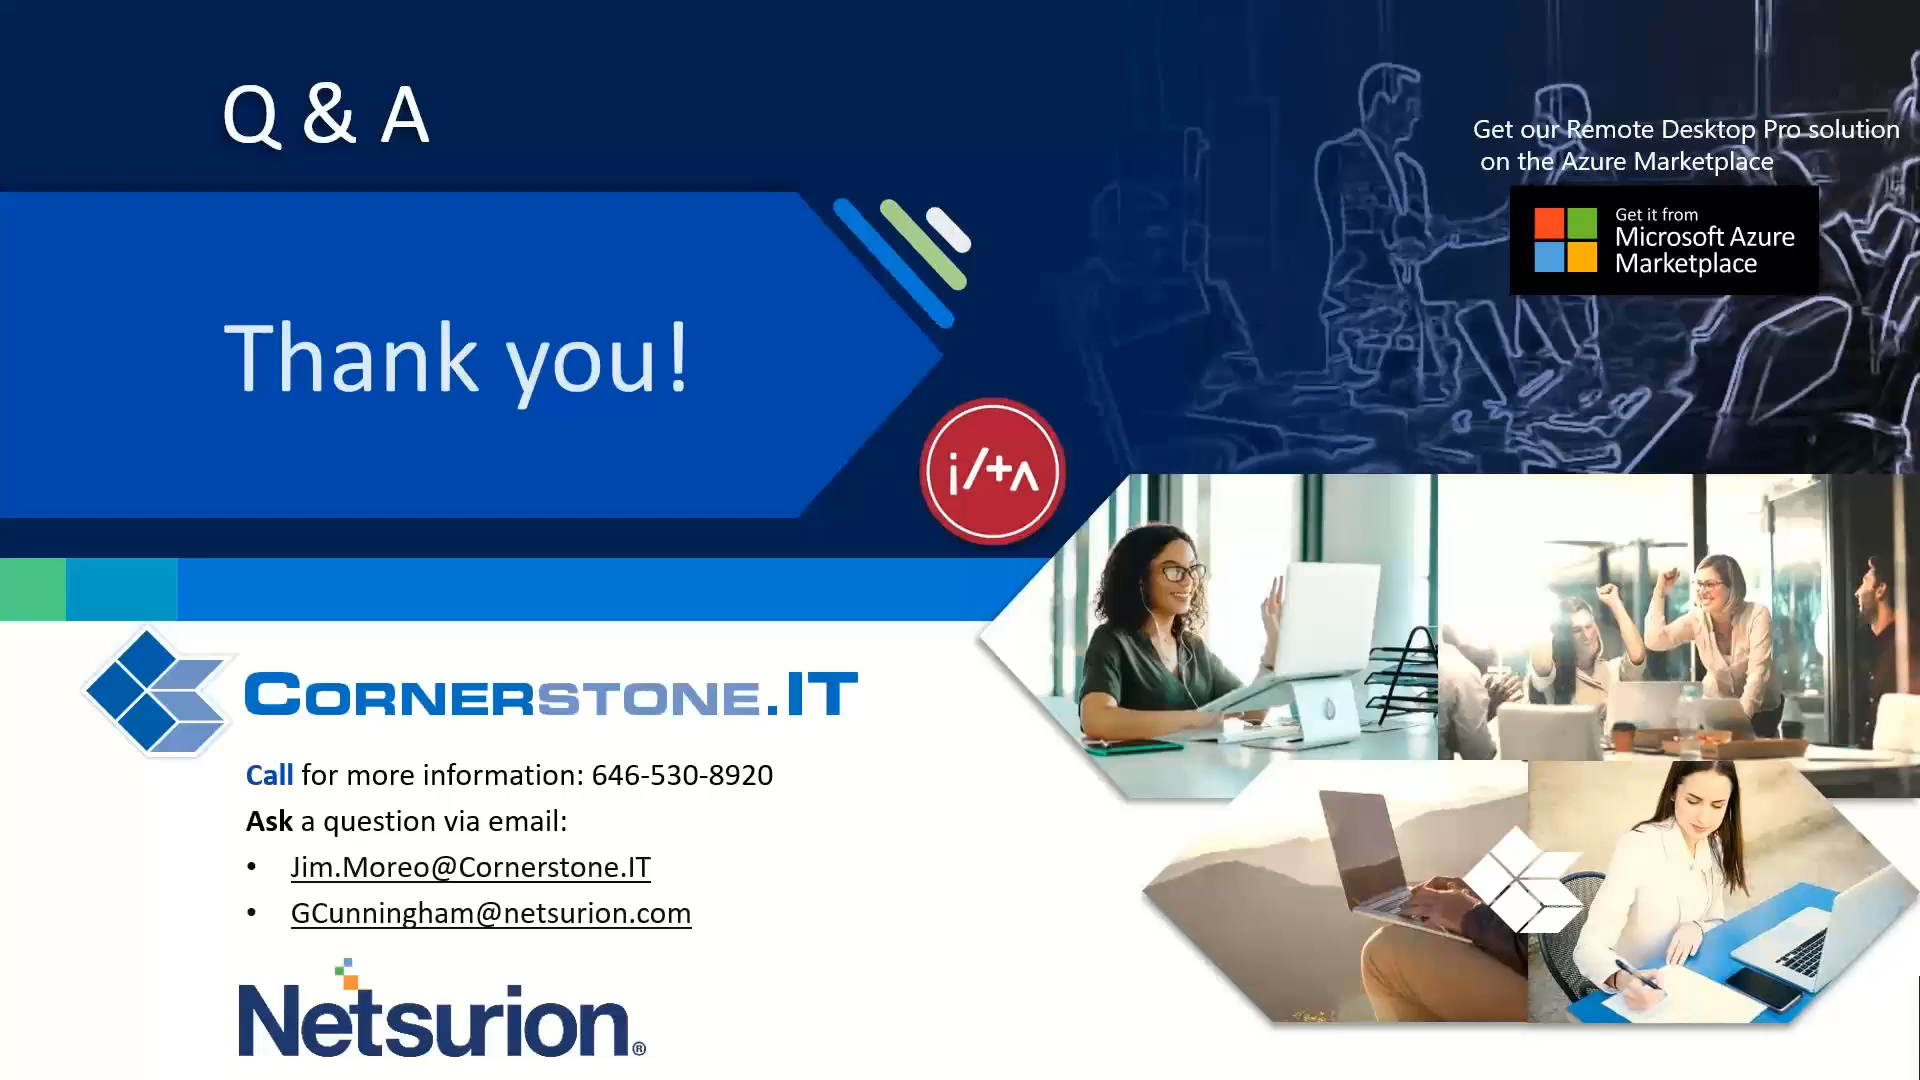 Q & A
Get our Remote Desktop Pro solution
on the Azure Marketplace
Get it from
Microsoft Azure
Marketplace
Thank you!
i/+Λ
CORNERSTONE.IT
Call for more information: 646-530-8920
Ask a question via email:
• Jim.Moreo@Cornerstone.IT
• GCunningham@netsurion.com
Netsurion®